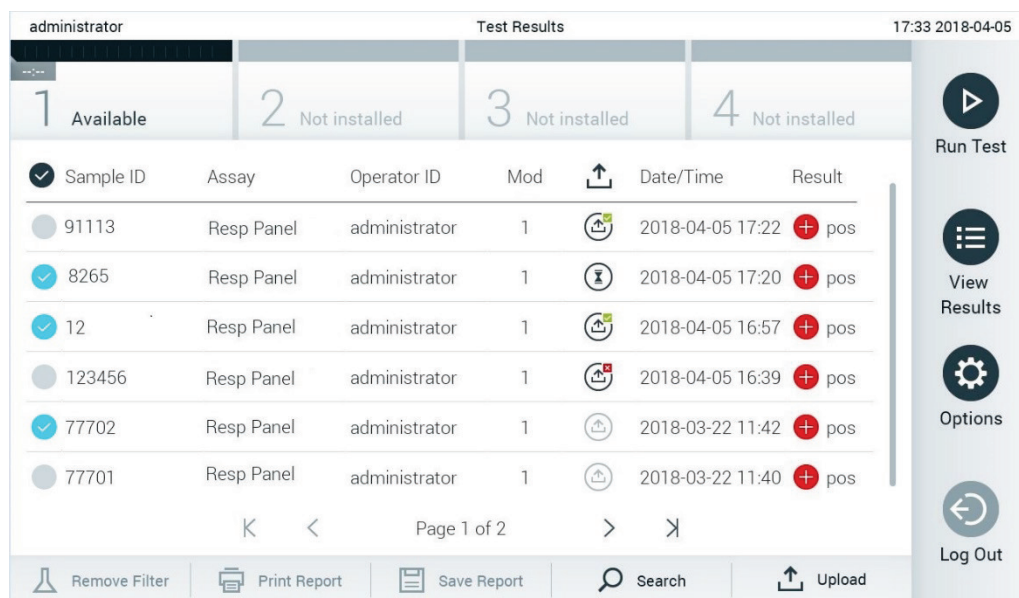 administrator Test Results 17:33 2018-04-05
--:--
1 Available 2 Not installed 3 Not installed 4 Not installed
Run Test
Sample ID Assay Operator ID Mod Date/Time Result
91113 Resp Panel administrator 1 2018-04-05 17:22 pos
8265 Resp Panel administrator 1 2018-04-05 17:20 pos
View
Results
12 Resp Panel administrator 1 2018-04-05 16:57 pos
123456 Resp Panel administrator 1 2018-04-05 16:39 pos
Options
77702 Resp Panel administrator 1 2018-03-22 11:42 pos
77701 Resp Panel administrator 1 2018-03-22 11:40 pos
Page 1 of 2
Log Out
Remove Filter Print Report Save Report Search Upload